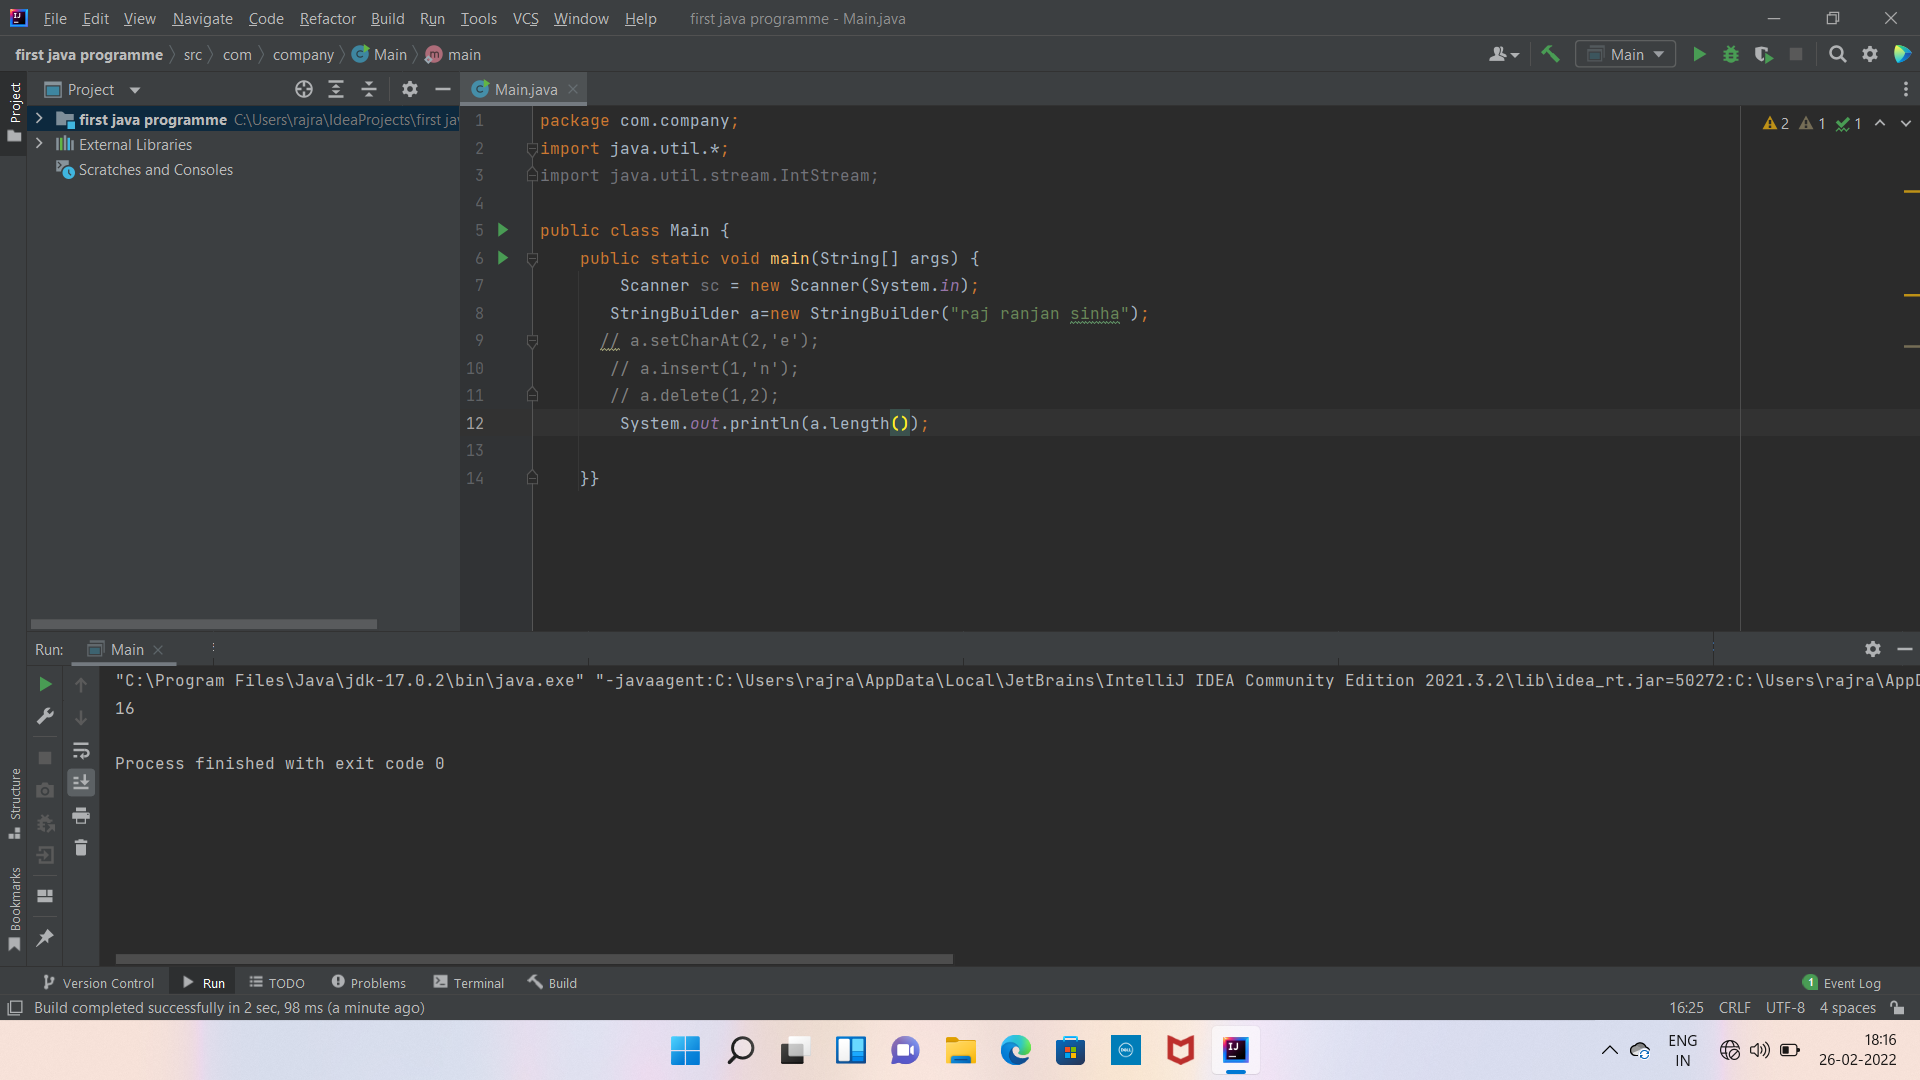 File Edit View Navigate Code Refactor Build Run Tools VCS Window Help first java programme - Main.java
first java programme src com company Main main
Main
Project
Project
Main.java
first java programme C:\Users\rajra\IdeaProjects\first ja
External Libraries
Scratches and Consoles
1 package com.company;
2 import java.util.*;
3 import java.util.stream.IntStream;
4
5 public class Main {
6 public static void main(String[] args) {
7 Scanner sc = new Scanner(System.in);
8 StringBuilder a=new StringBuilder("raj ranjan sinha");
9 // a.setCharAt(2,'e');
10 // a.insert(1,'n');
11 // a.delete(1,2);
12 System.out.println(a.length());
13
14 }}
2 1 1
Run: Main
"C:\Program Files\Java\jdk-17.0.2\bin\java.exe" "-javaagent:C:\Users\rajra\AppData\Local\JetBrains\IntelliJ IDEA Community Edition 2021.3.2\lib\idea_rt.jar=50272:C:\Users\rajra\AppD
16
Process finished with exit code 0
Structure
Bookmarks
Version Control Run TODO Problems Terminal Build 1 Event Log
Build completed successfully in 2 sec, 98 ms (a minute ago) 16:25 CRLF UTF-8 4 spaces
ENG
IN
18:16
26-02-2022